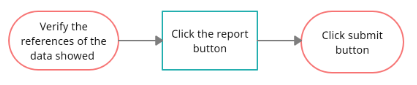 Verify the
references of the
data showed
Click the report
button
Click submit
button